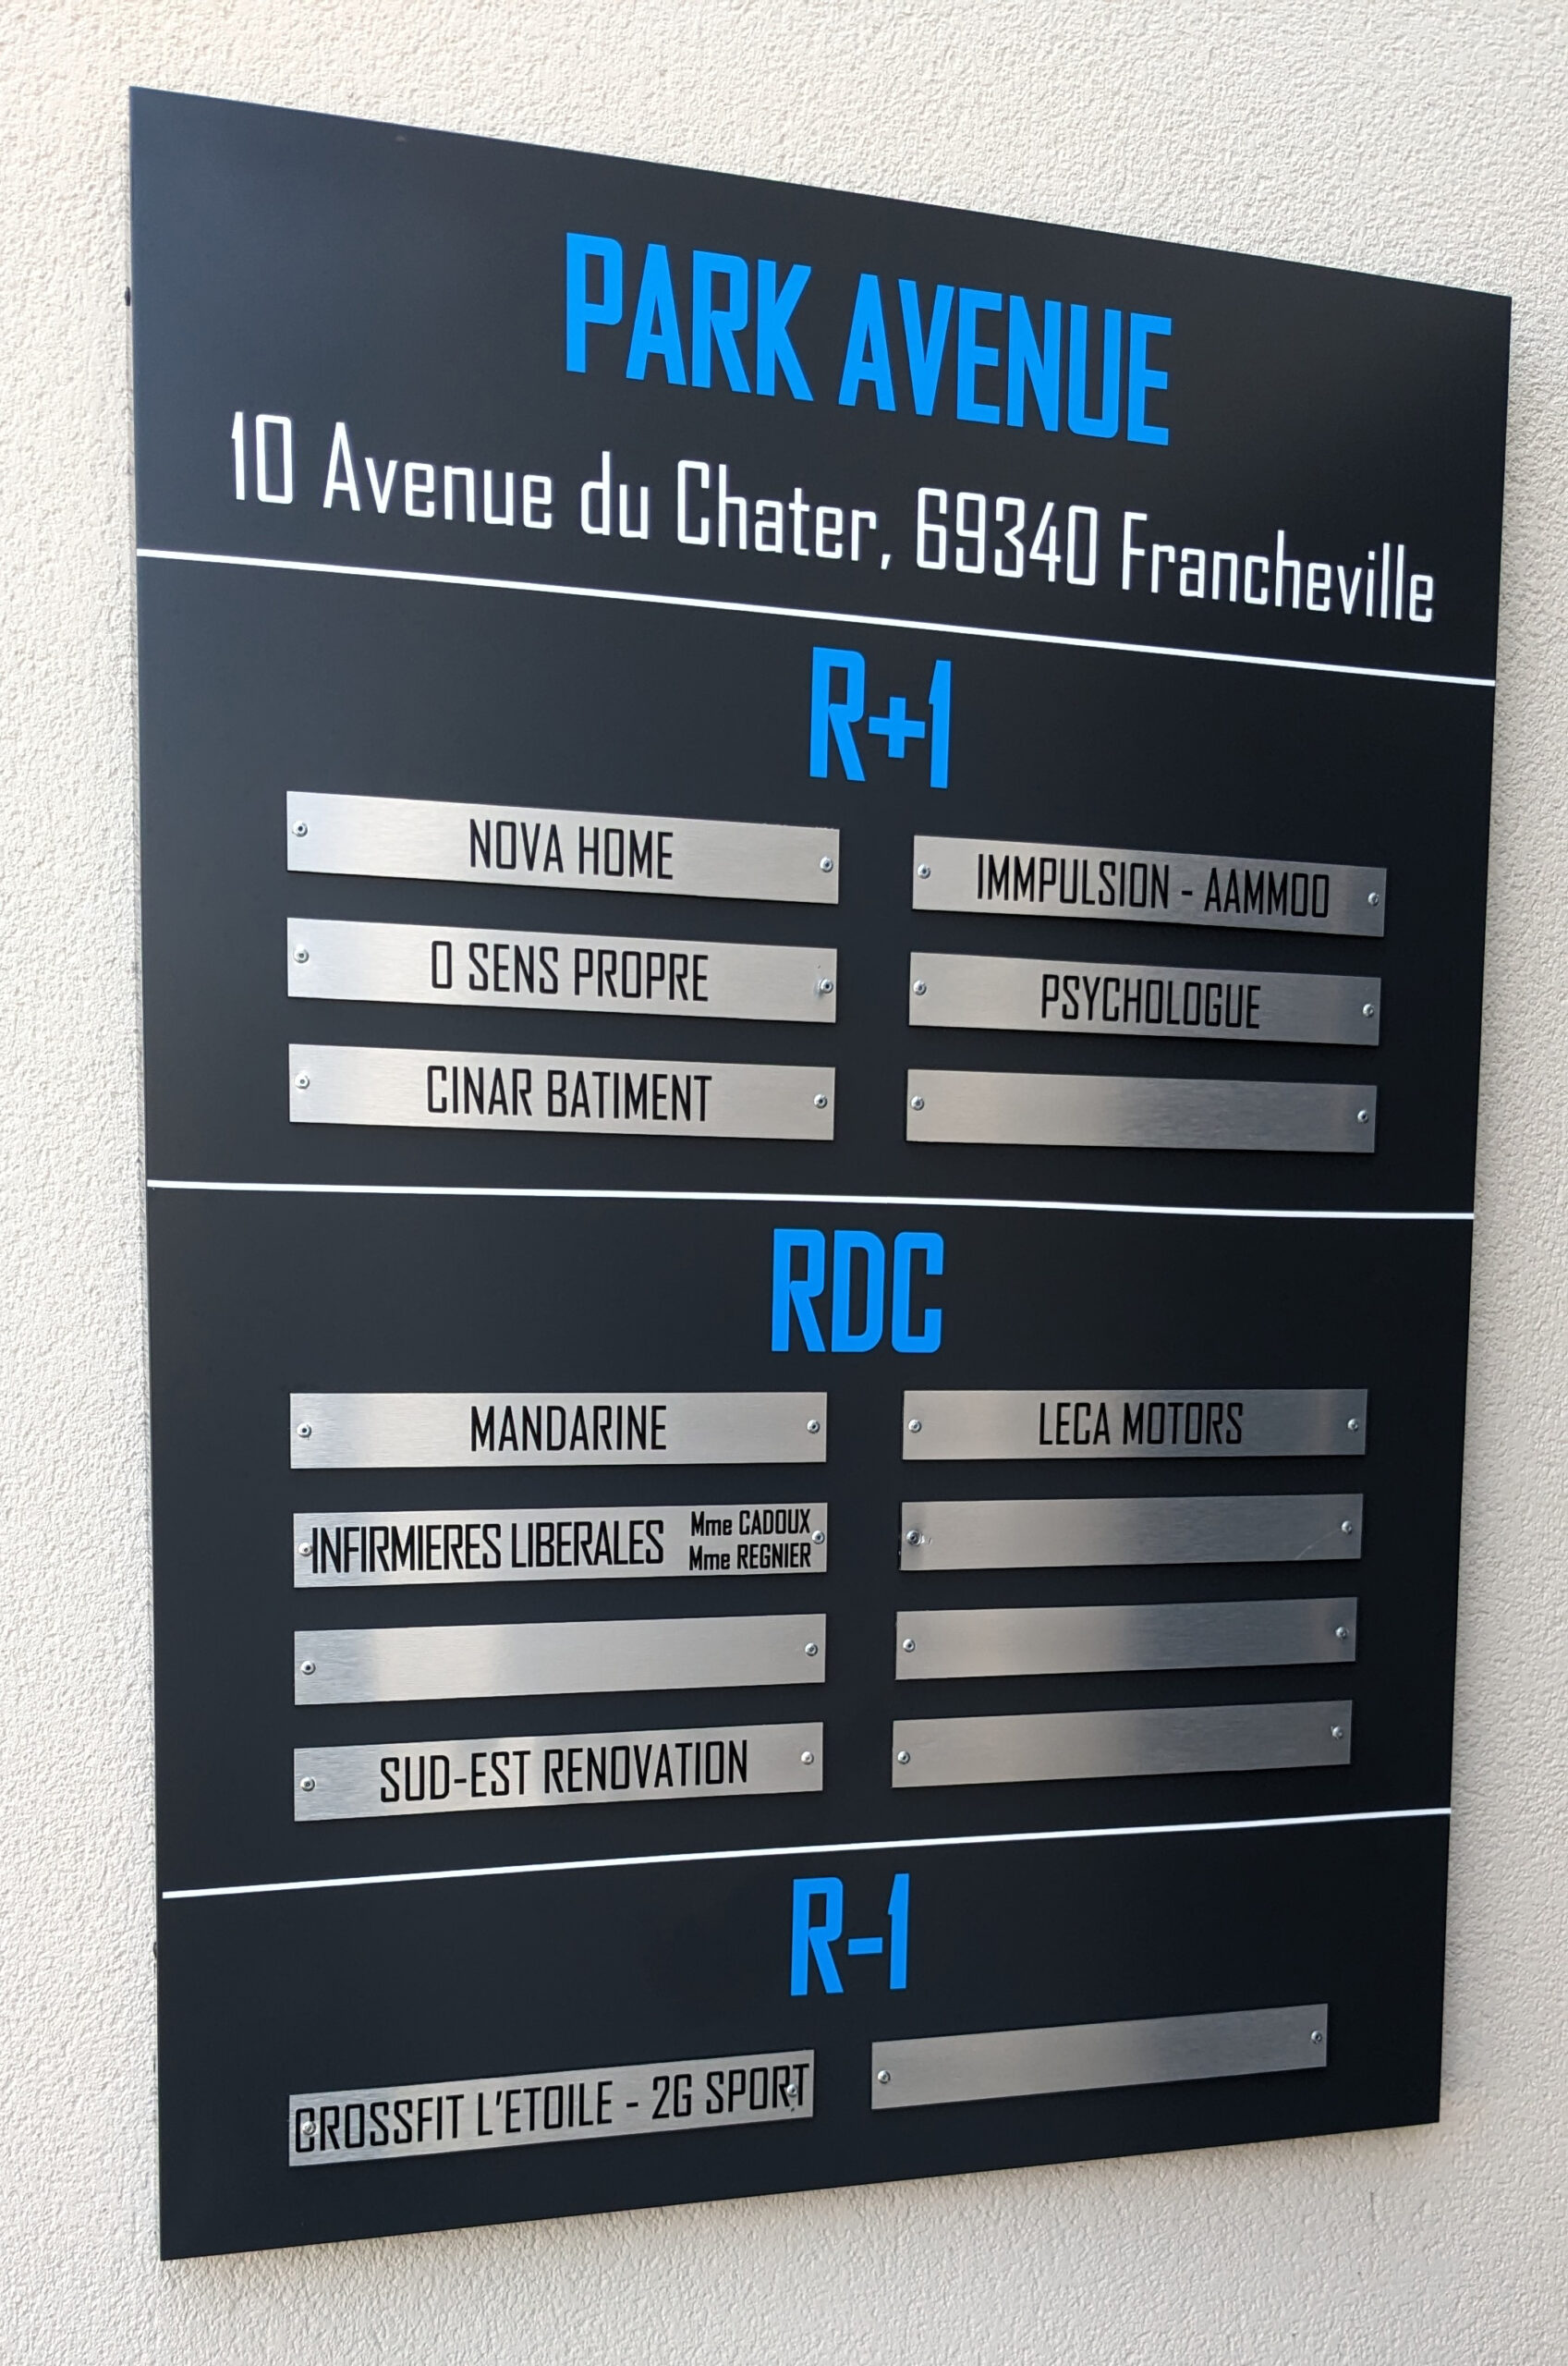 PARK AVENUE
10 Avenue du Chater, 69340 Francheville
R+1
NOVA HOME
IMMPULSION - AAMMOO
O SENS PROPRE
PSYCHOLOGUE
CINAR BATIMENT
RDC
MANDARINE
LECA MOTORS
INFIRMIERES LIBERALES
Mme CADOUX
Mme REGNIER
SUD-EST RENOVATION
R-1
CROSSFIT L'ETOILE - 2G SPORT